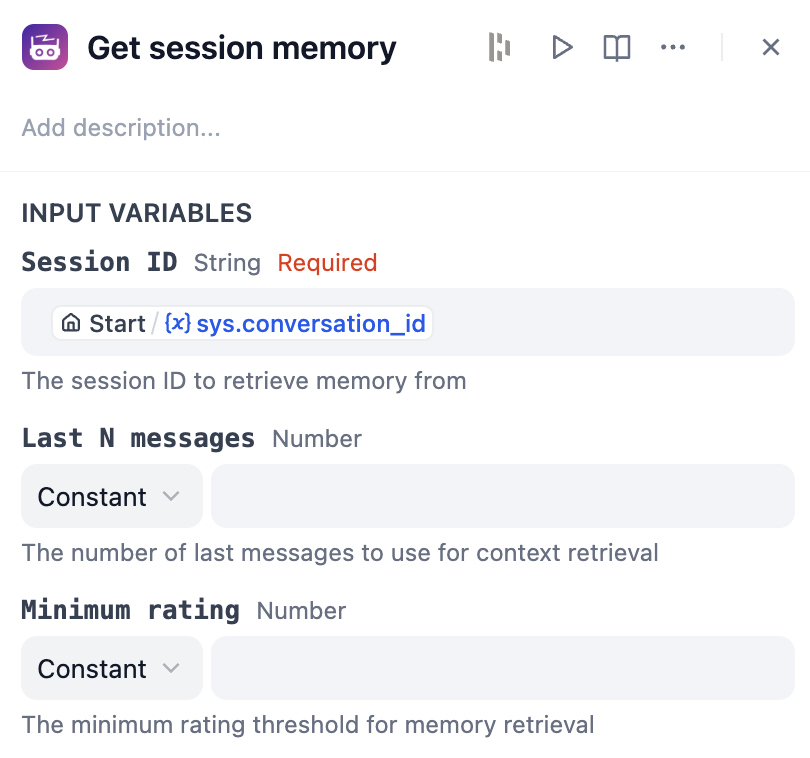 Get session memory
Add description...
INPUT VARIABLES
Session ID String Required
Start / {x} sys.conversation_id
The session ID to retrieve memory from
Last N messages Number
Constant
The number of last messages to use for context retrieval
Minimum rating Number
Constant
The minimum rating threshold for memory retrieval